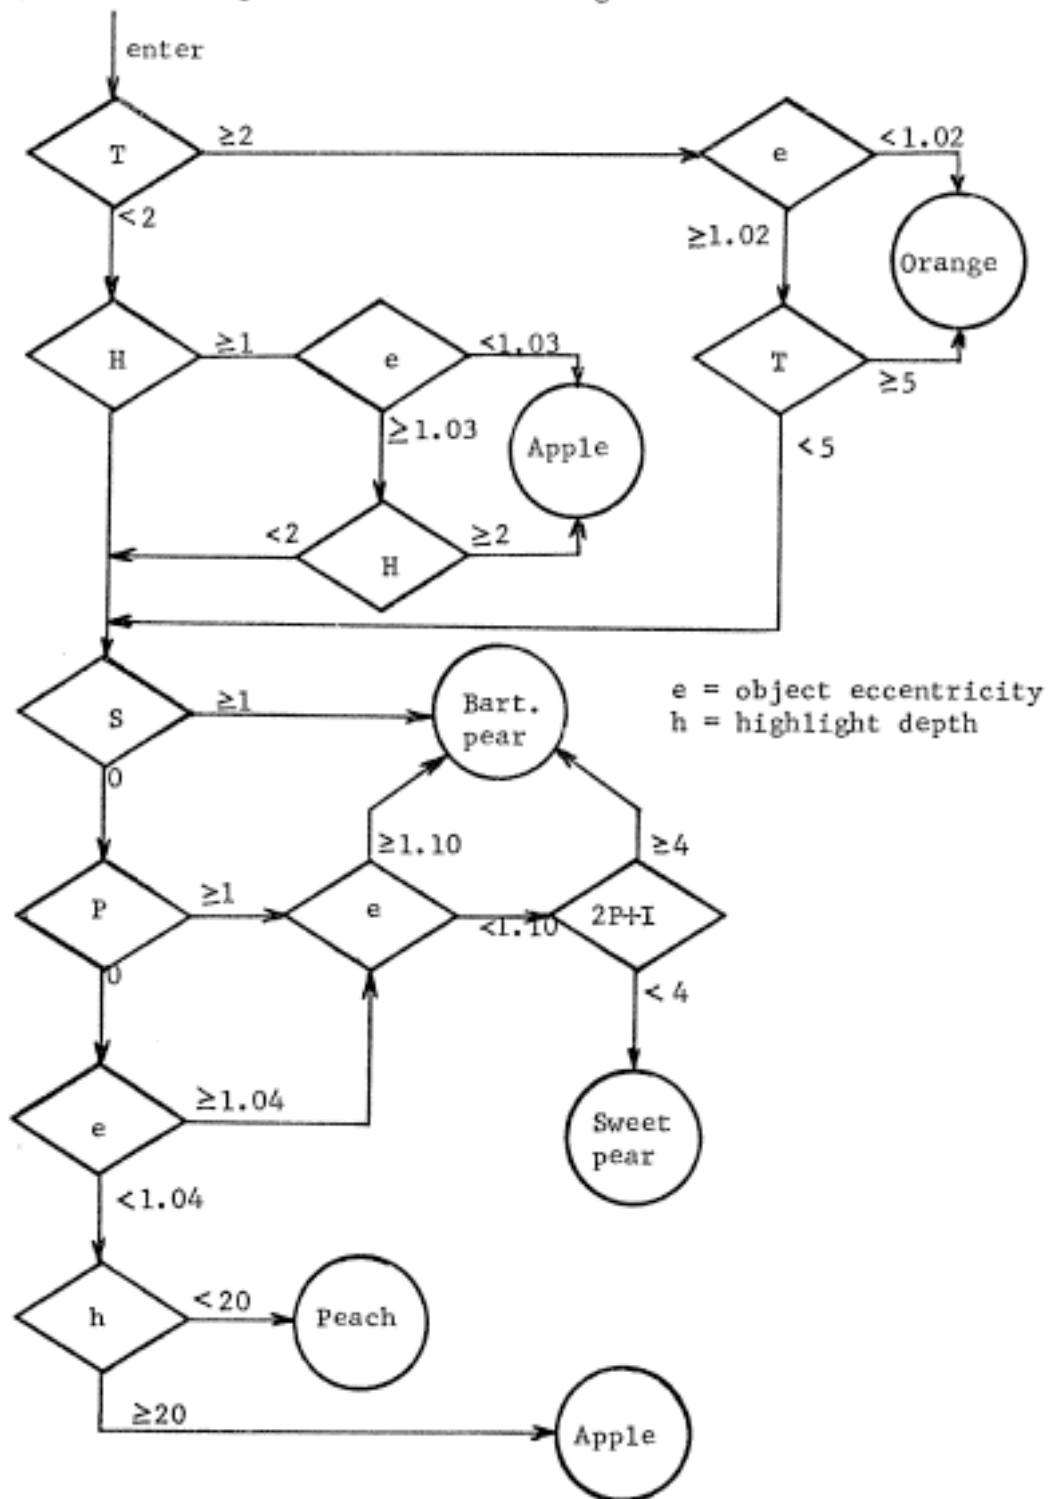 enter
T
≥2
e
<1.02
<2
≥1.02
Orange
H
≥1
e
<1.03
T
≥5
≥1.03
Apple
<5
<2
H
≥2
S
≥1
Bart.
pear
e = object eccentricity
h = highlight depth
0
≥1.10
≥4
P
≥1
e
<1.10
2P+I
0
<4
e
≥1.04
Sweet
pear
<1.04
h
<20
Peach
≥20
Apple